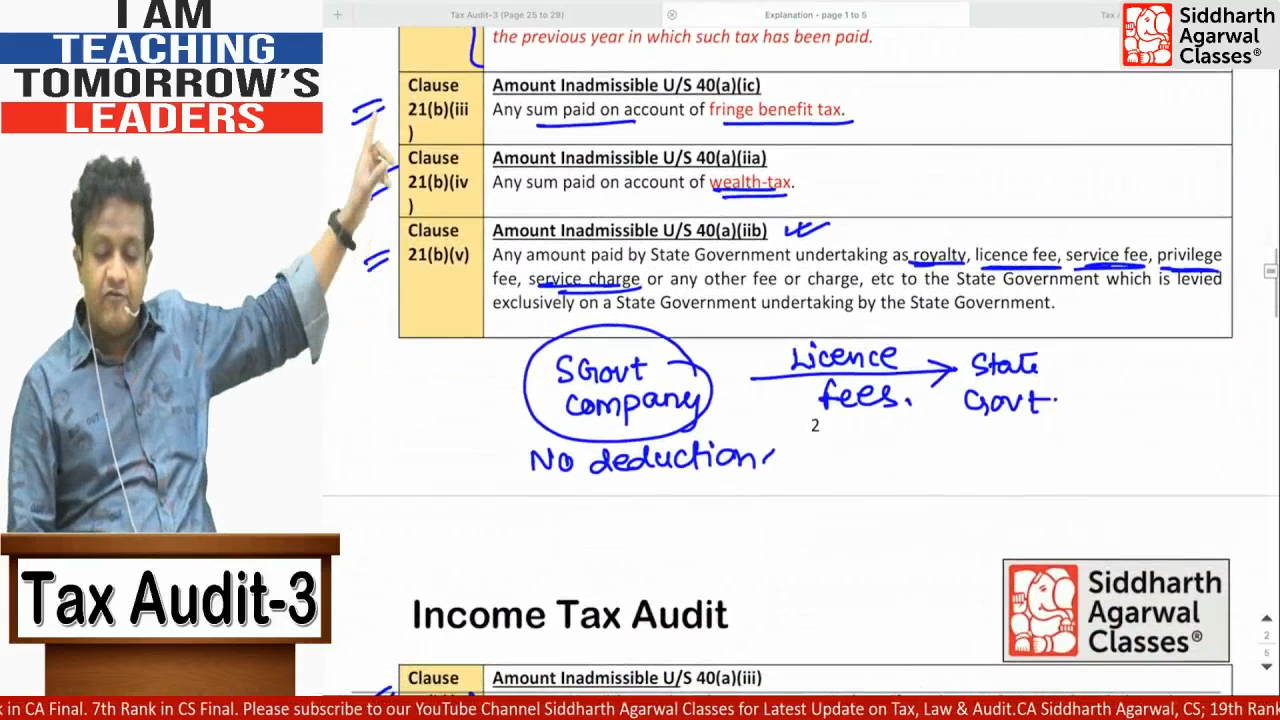 I AM
TEACHING
TOMORROW'S
LEADERS
Tax Audit-3 (Page 25 to 29)
Explanation - page 1 to 5
Tax A
Siddharth
Agarwal
Classes®
the previous year in which such tax has been paid.
Clause
21(b)(iii
)
Amount Inadmissible U/S 40(a)(ic)
Any sum paid on account of fringe benefit tax.
Clause
21(b)(iv
)
Amount Inadmissible U/S 40(a)(iia)
Any sum paid on account of wealth-tax.
Clause
21(b)(v)
Amount Inadmissible U/S 40(a)(iib)
Any amount paid by State Government undertaking as royalty, licence fee, service fee, privilege
fee, service charge or any other fee or charge, etc to the State Government which is levied
exclusively on a State Government undertaking by the State Government.
SGovt
company
Licence
fees.
State
Govt.
No deduction
2
Tax Audit-3
Income Tax Audit
Siddharth
Agarwal
Classes®
2
5
Clause
Amount Inadmissible U/S 40(a)(iii)
k in CA Final. 7th Rank in CS Final. Please subscribe to our YouTube Channel Siddharth Agarwal Classes for Latest Update on Tax, Law & Audit.CA Siddharth Agarwal, CS; 19th Rank